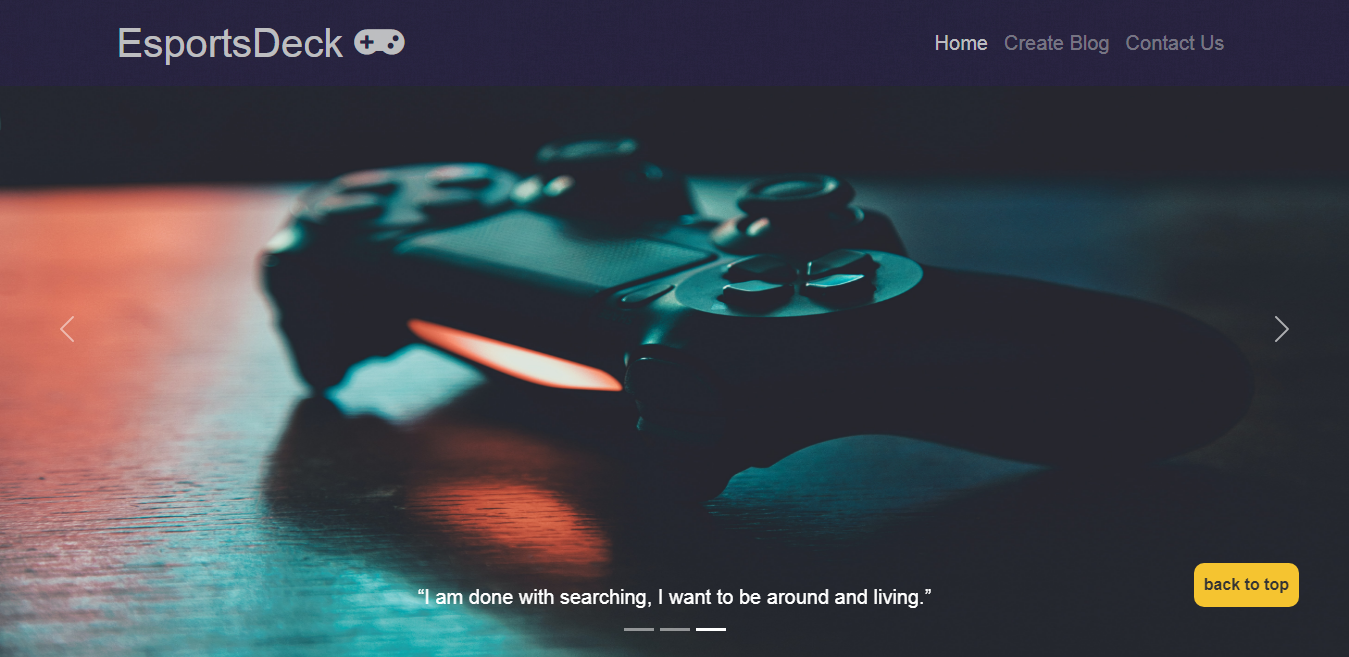 EsportsDeck
Home Create Blog Contact Us
“I am done with searching, I want to be around and living.”
back to top